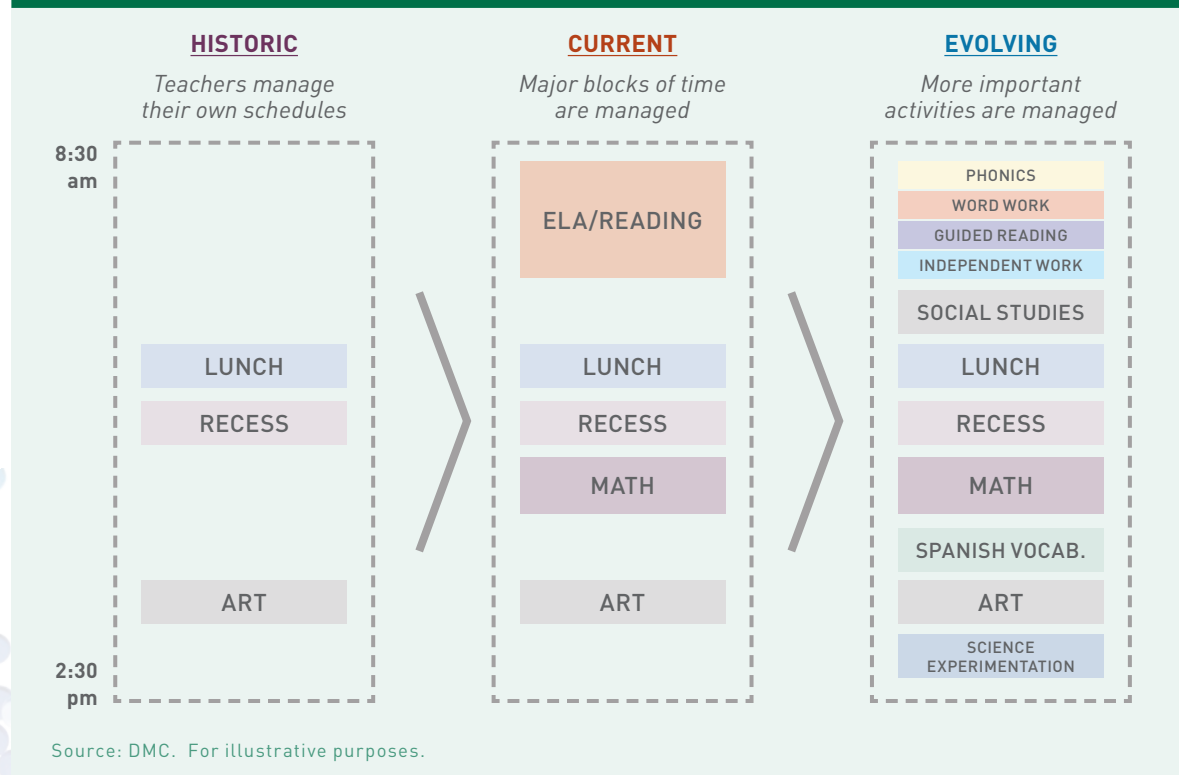 HISTORIC
Teachers manage
their own schedules
CURRENT
Major blocks of time
are managed
EVOLVING
More important
activities are managed
8:30
am
2:30
pm
LUNCH
RECESS
ART
ELA/READING
LUNCH
RECESS
MATH
ART
PHONICS
WORD WORK
GUIDED READING
INDEPENDENT WORK
SOCIAL STUDIES
LUNCH
RECESS
MATH
SPANISH VOCAB.
ART
SCIENCE
EXPERIMENTATION
Source: DMC. For illustrative purposes.